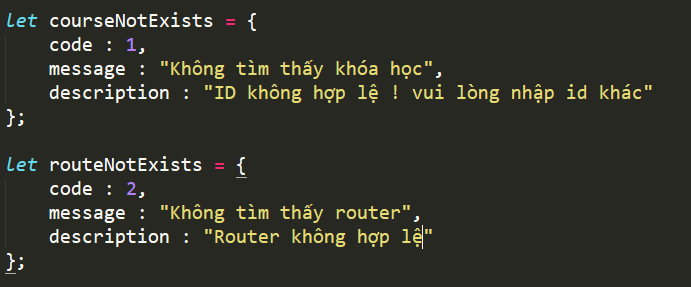 let courseNotExists = {
code : 1,
message : "Không tìm thấy khóa học",
description : "ID không hợp lệ ! vui lòng nhập id khác"
};
let routeNotExists = {
code : 2,
message : "Không tìm thấy router",
description : "Router không hợp lệ"
};